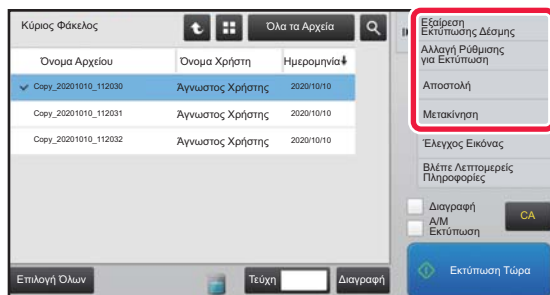 Κύριος Φάκελος
Όλα τα Αρχεία
Όνομα Αρχείου Όνομα Χρήστη Ημερομηνία
Copy_20201010_112030 Άγνωστος Χρήστης 2020/10/10
Copy_20201010_112031 Άγνωστος Χρήστης 2020/10/10
Copy_20201010_112032 Άγνωστος Χρήστης 2020/10/10
Επιλογή Όλων
Τεύχη
Διαγραφή
Εξαίρεση
Εκτύπωσης Δέσμης
Αλλαγή Ρύθμισης
για Εκτύπωση
Αποστολή
Μετακίνηση
Έλεγχος Εικόνας
Βλέπε Λεπτομερείς
Πληροφορίες
Διαγραφή
Α/Μ
Εκτύπωση
CA
Εκτύπωση Τώρα